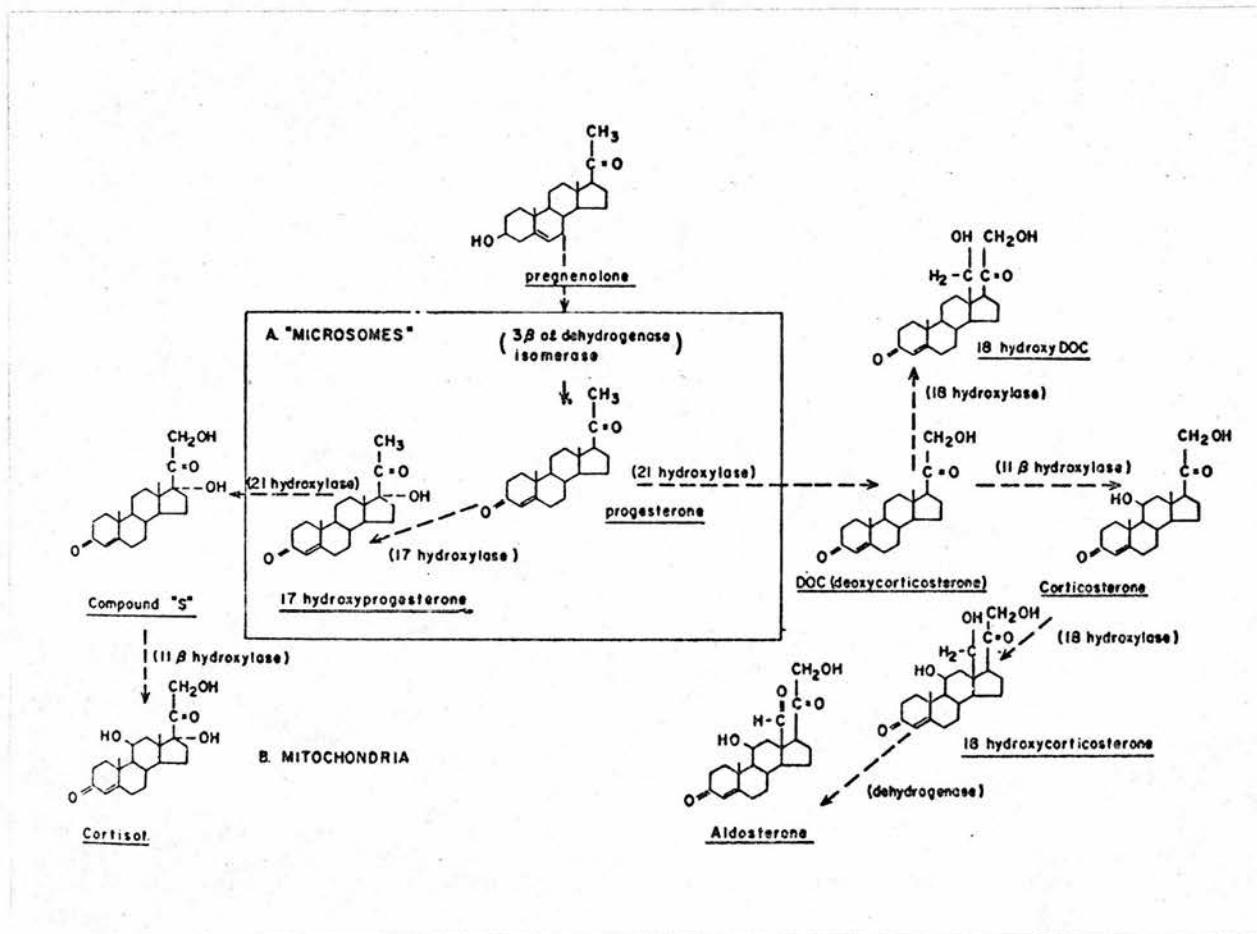 CH3
C=O
HO
pregnenolone
A. "MICROSOMES"
(3β ol dehydrogenase)
isomerase
OH CH2OH
H2-C C=O
O
18 hydroxy DOC
(18 hydroxylase)
CH3
C=O
O
progesterone
(21 hydroxylase)
(17 hydroxylase)
CH3
C=O
OH
O
17 hydroxyprogesterone
(21 hydroxylase)
CH2OH
C=O
OH
O
Compound "S"
(11 β hydroxylase)
CH2OH
C=O
HO
OH
O
Cortisol.
B. MITOCHONDRIA
CH2OH
C=O
O
DOC (deoxycorticosterone)
(11 β hydroxylase)
CH2OH
C=O
HO
O
Corticosterone
(18 hydroxylase)
OH CH2OH
H2-C C=O
HO
O
18 hydroxycorticosterone
(dehydrogenase)
CH2OH
O
H-C C=O
HO
O
Aldosterone